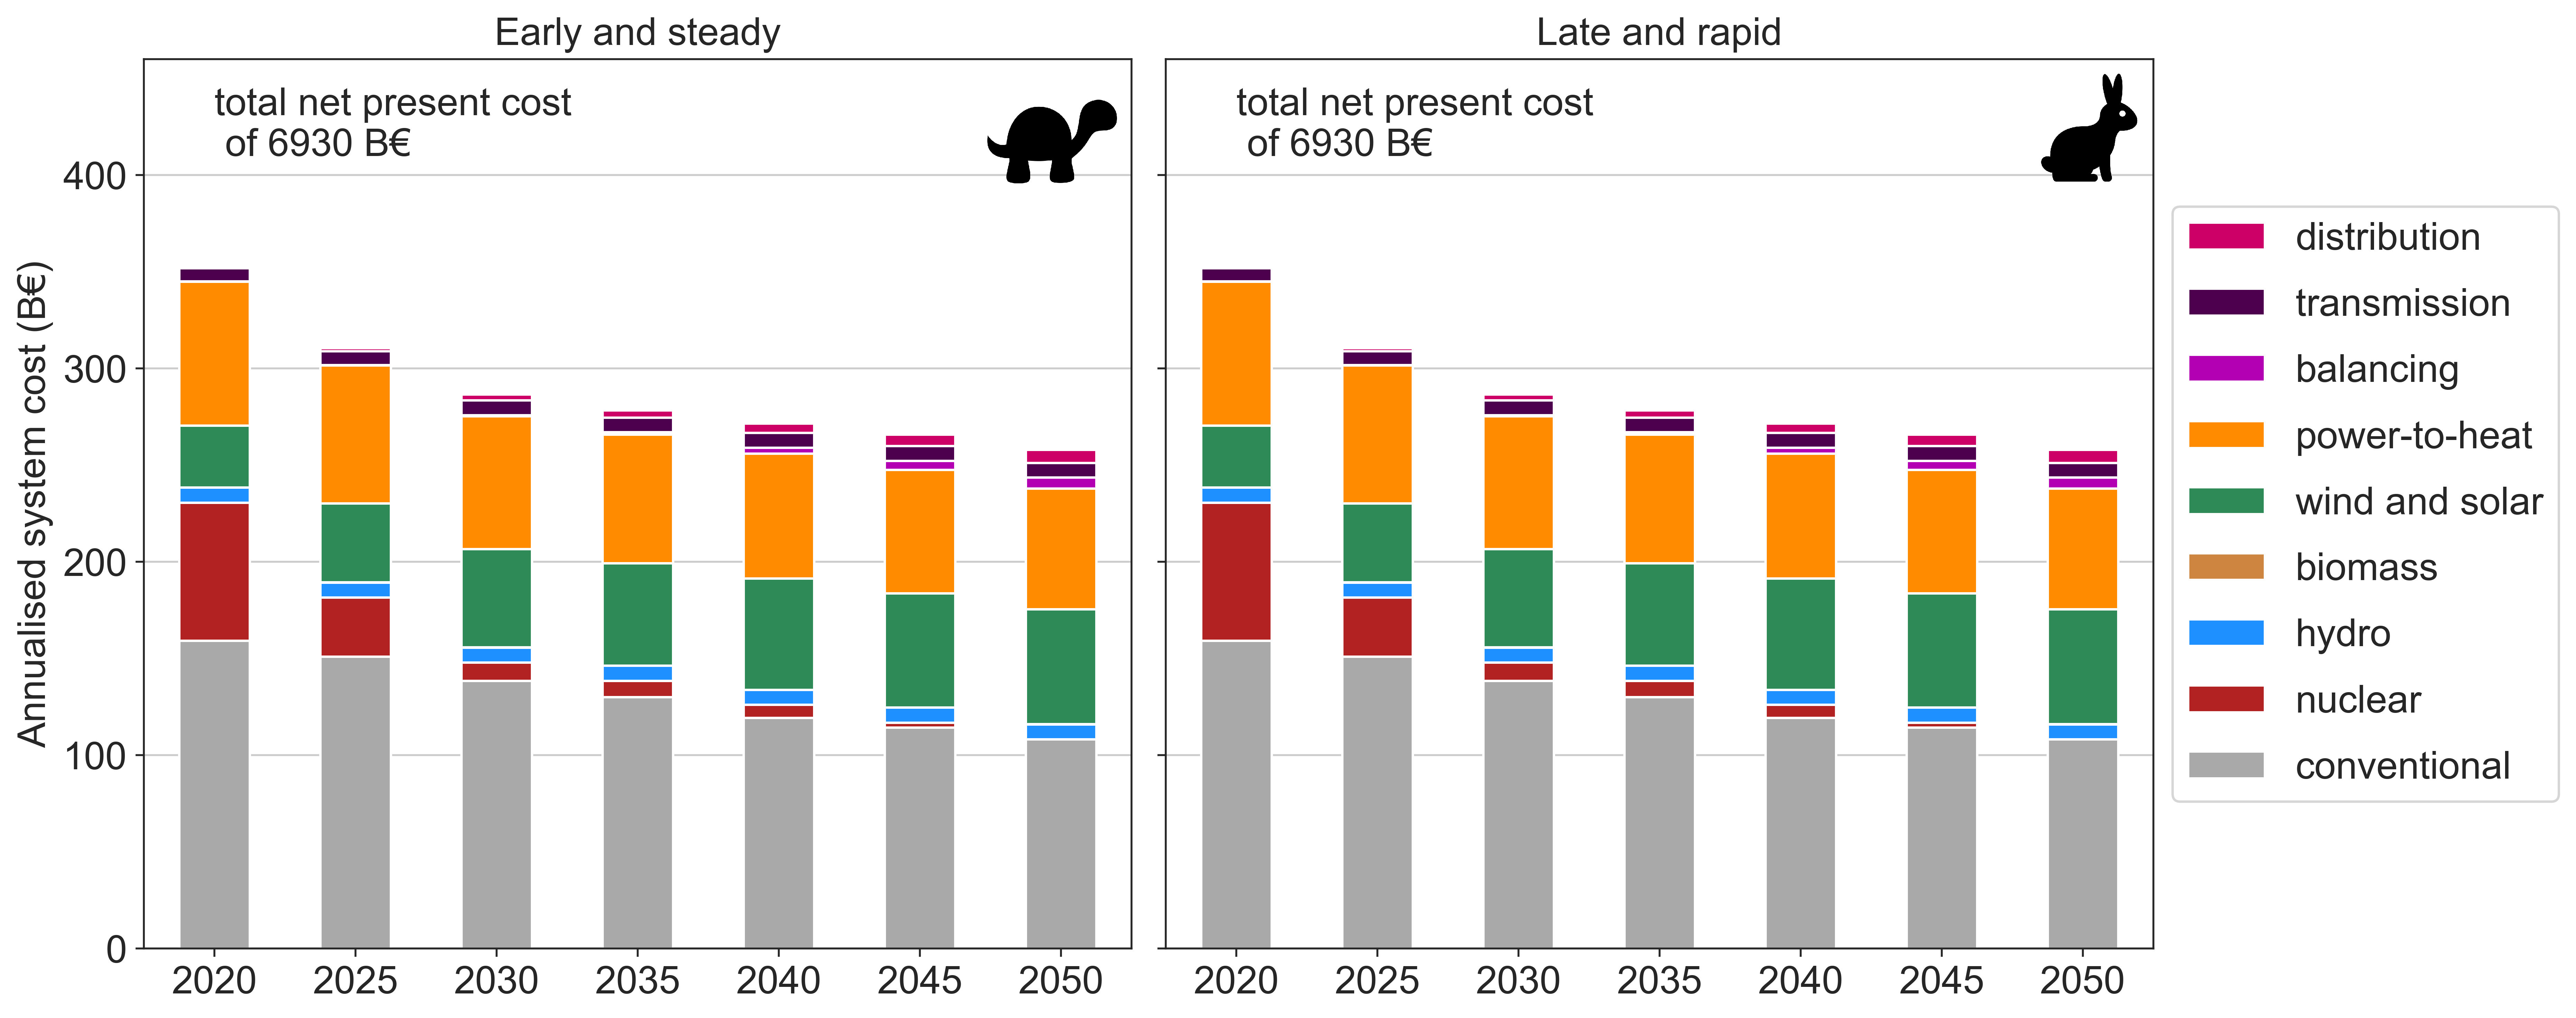 Early and steady
Late and rapid
total net present cost
of 6930 B€
total net present cost
of 6930 B€
Annualised system cost (B€)
400
300
200
100
0
2020 2025 2030 2035 2040 2045 2050
2020 2025 2030 2035 2040 2045 2050
distribution
transmission
balancing
power-to-heat
wind and solar
biomass
hydro
nuclear
conventional